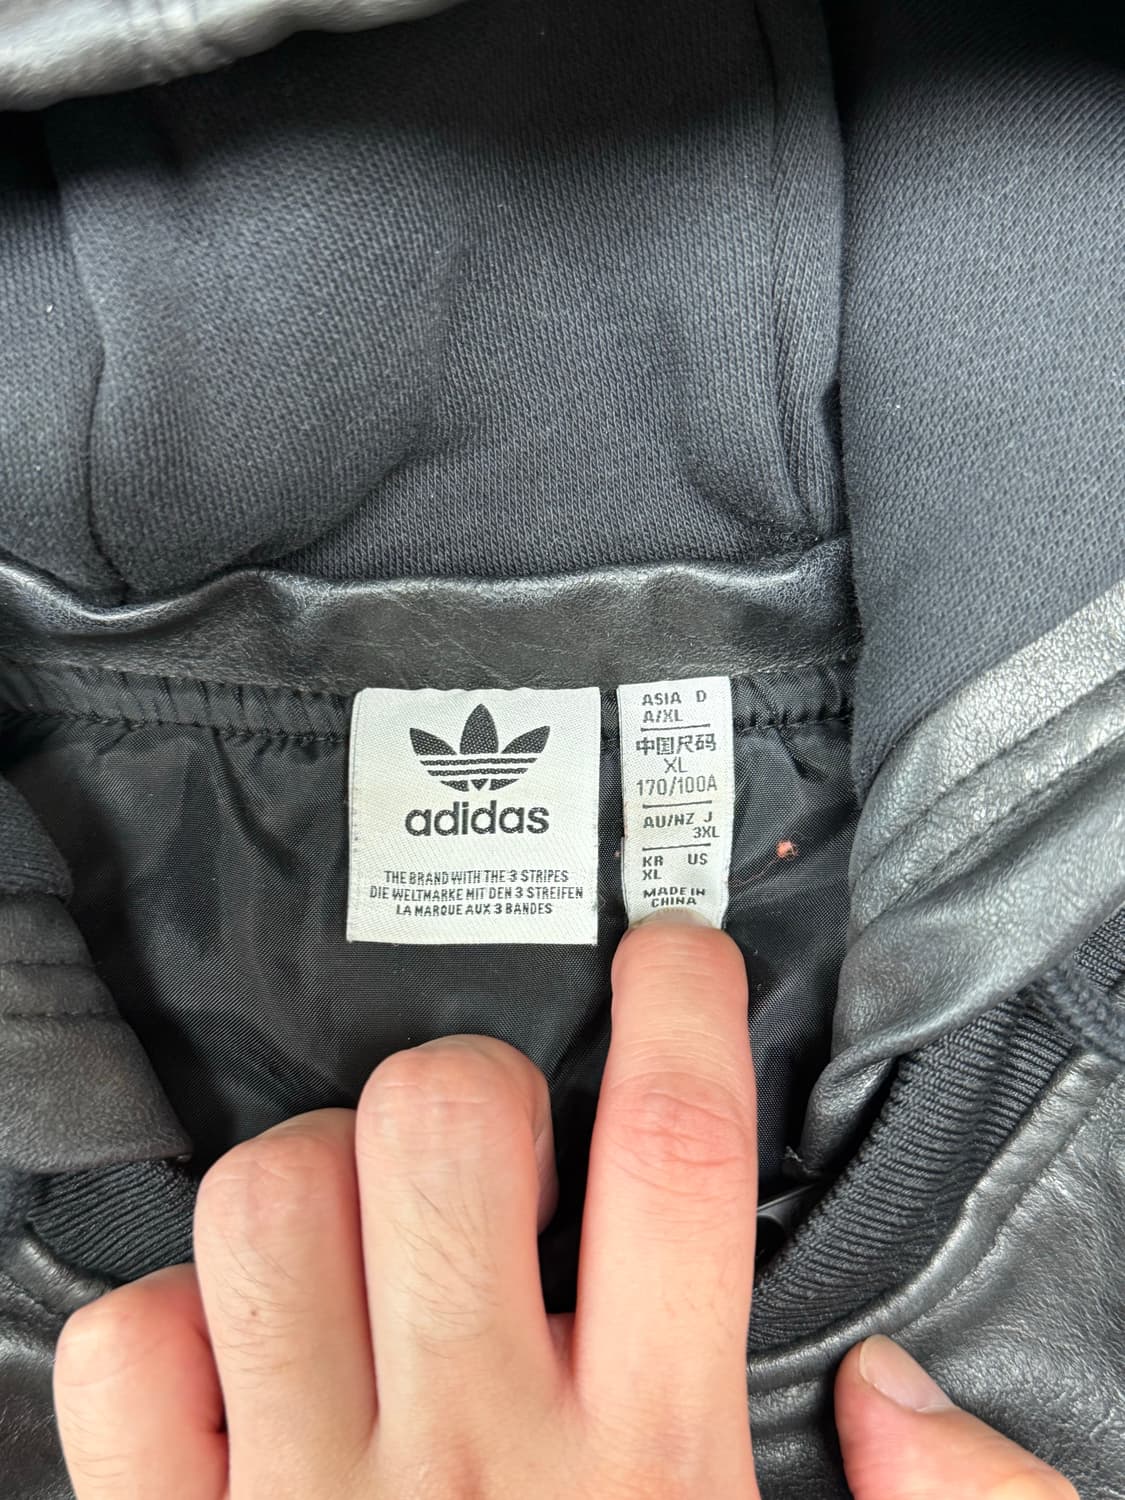 adidas
THE BRAND WITH THE 3 STRIPES
DIE WELTMARKE MIT DEN 3 STREIFEN
LA MARQUE AUX 3 BANDES
ASIA D
A/XL
中国尺码
XL
170/100A
AU/NZ J
3XL
KR US
XL
MADE IN
CHINA